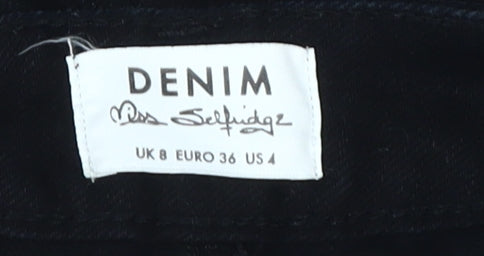 DENIM
Miss Selfridge
UK 8 EURO 36 US 4